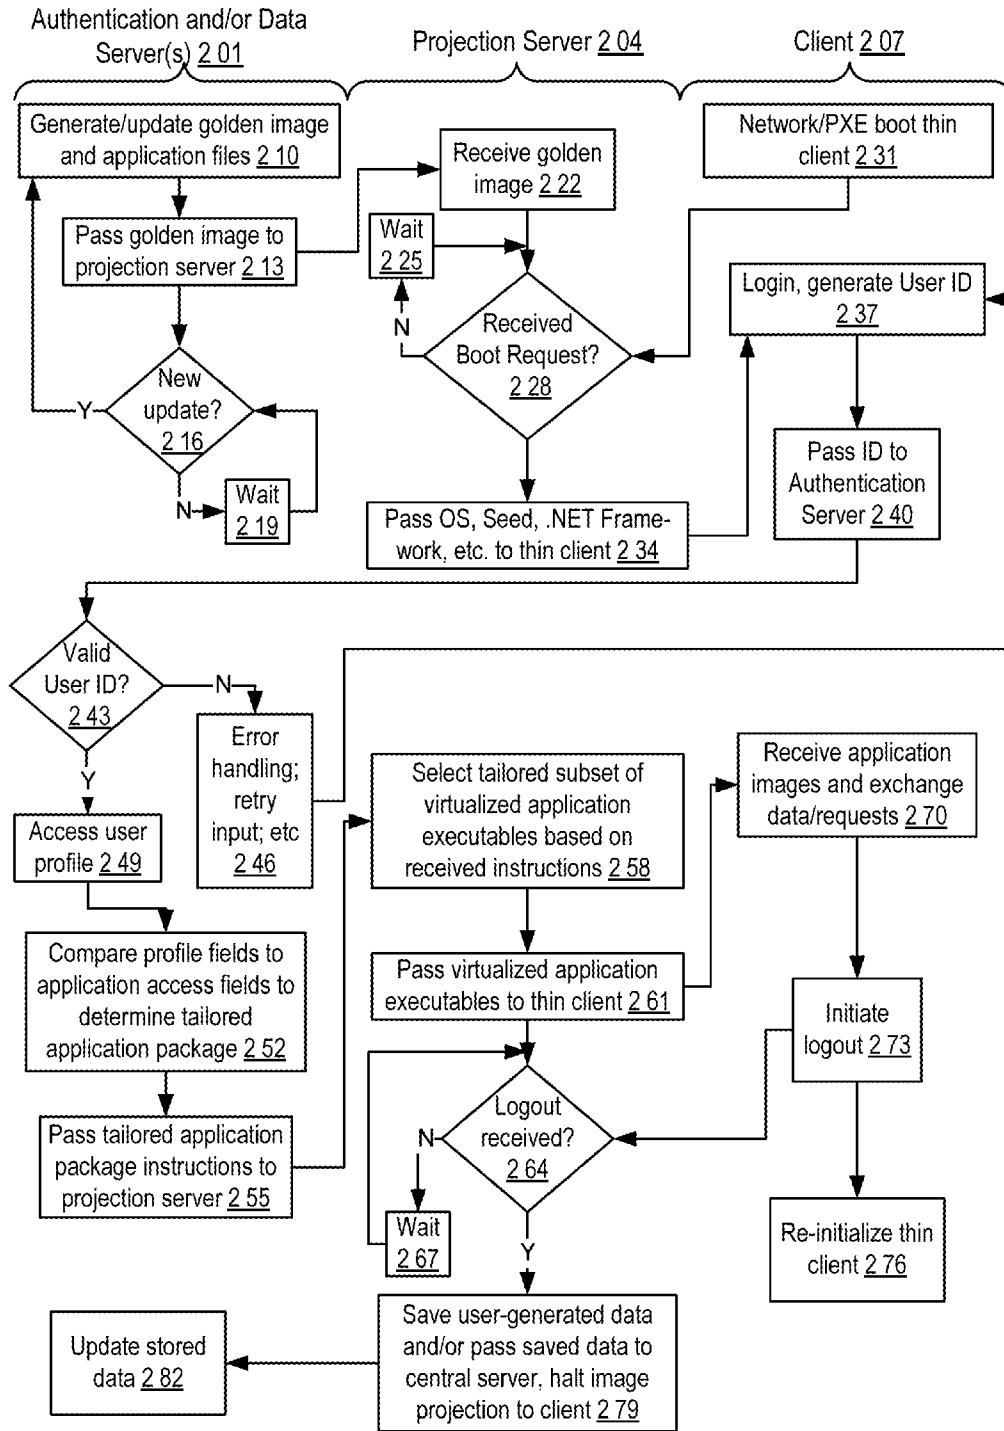 Authentication and/or Data
Server(s) 2 01
Projection Server 2 04
Client 2 07
Generate/update golden image
and application files 2 10
Receive golden
image 2 22
Network/PXE boot thin
client 2 31
Pass golden image to
projection server 2 13
Wait
2 25
Login, generate User ID
2 37
N
Received
Boot Request?
2 28
New
update?
2 16
Y
N
Wait
2 19
Pass OS, Seed, .NET Frame-
work, etc. to thin client 2 34
Pass ID to
Authentication
Server 2 40
Valid
User ID?
2 43
N
Y
Error
handling;
retry
input; etc
2 46
Access user
profile 2 49
Select tailored subset of
virtualized application
executables based on
received instructions 2 58
Receive application
images and exchange
data/requests 2 70
Compare profile fields to
application access fields to
determine tailored
application package 2 52
Pass virtualized application
executables to thin client 2 61
Initiate
logout 2 73
Pass tailored application
package instructions to
projection server 2 55
Logout
received?
2 64
N
Wait
2 67
Y
Re-initialize thin
client 2 76
Save user-generated data
and/or pass saved data to
central server, halt image
projection to client 2 79
Update stored
data 2 82